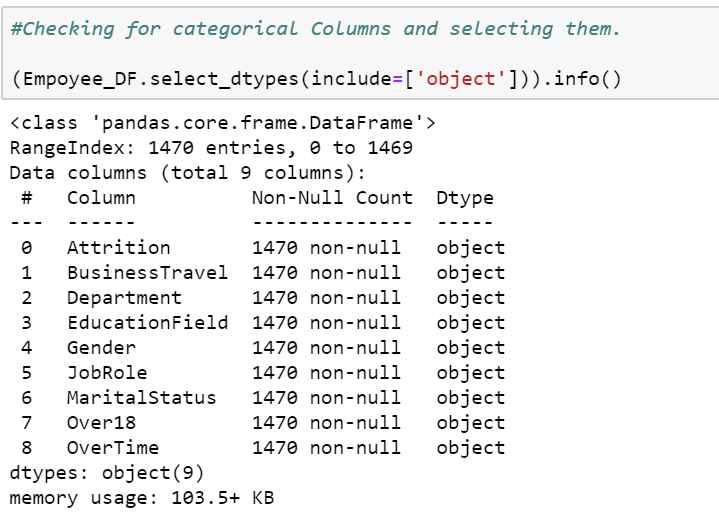 #Checking for categorical Columns and selecting them.
(Empoyee_DF.select_dtypes(include=['object'])).info()
<class 'pandas.core.frame.DataFrame'>
RangeIndex: 1470 entries, 0 to 1469
Data columns (total 9 columns):
 #   Column          Non-Null Count  Dtype
---  ------          --------------  -----
 0   Attrition       1470 non-null   object
 1   BusinessTravel  1470 non-null   object
 2   Department      1470 non-null   object
 3   EducationField  1470 non-null   object
 4   Gender          1470 non-null   object
 5   JobRole         1470 non-null   object
 6   MaritalStatus   1470 non-null   object
 7   Over18          1470 non-null   object
 8   OverTime        1470 non-null   object
dtypes: object(9)
memory usage: 103.5+ KB